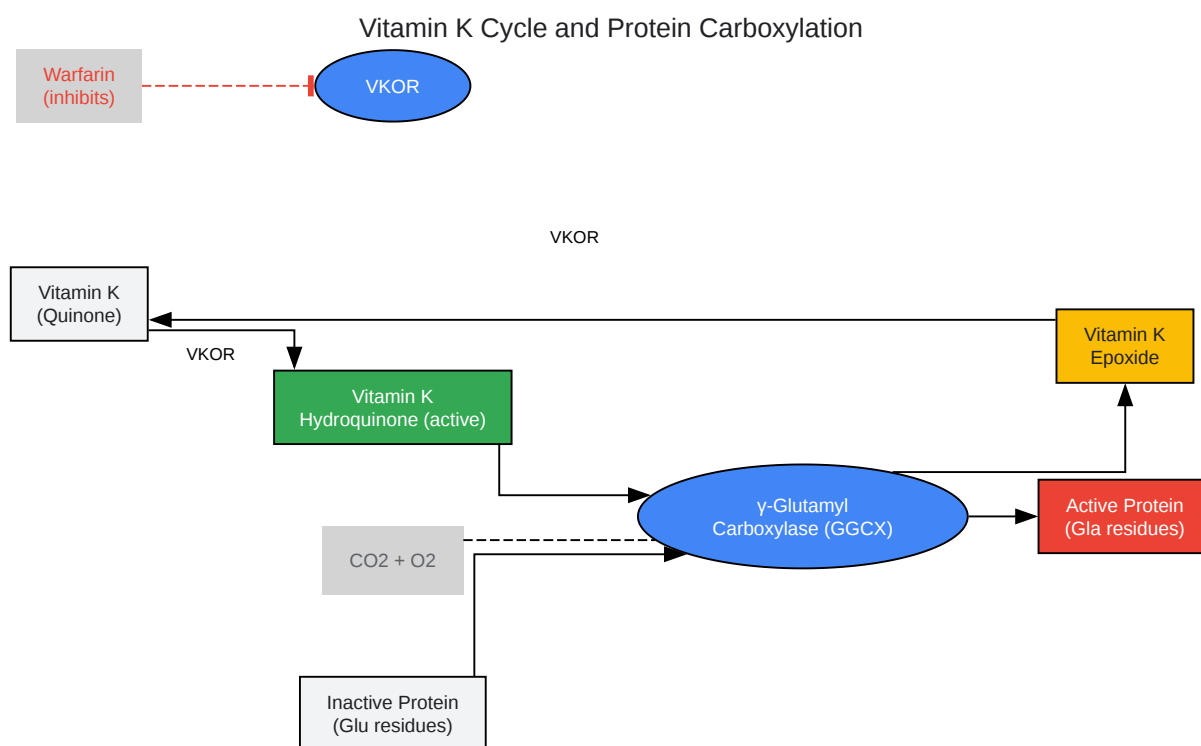 Vitamin K Cycle and Protein Carboxylation
Warfarin
(inhibits)
VKOR
VKOR
Vitamin K
(Quinone)
VKOR
Vitamin K
Hydroquinone (active)
Vitamin K
Epoxide
γ-Glutamyl
Carboxylase (GGCX)
Active Protein
(Gla residues)
CO2 + O2
Inactive Protein
(Glu residues)